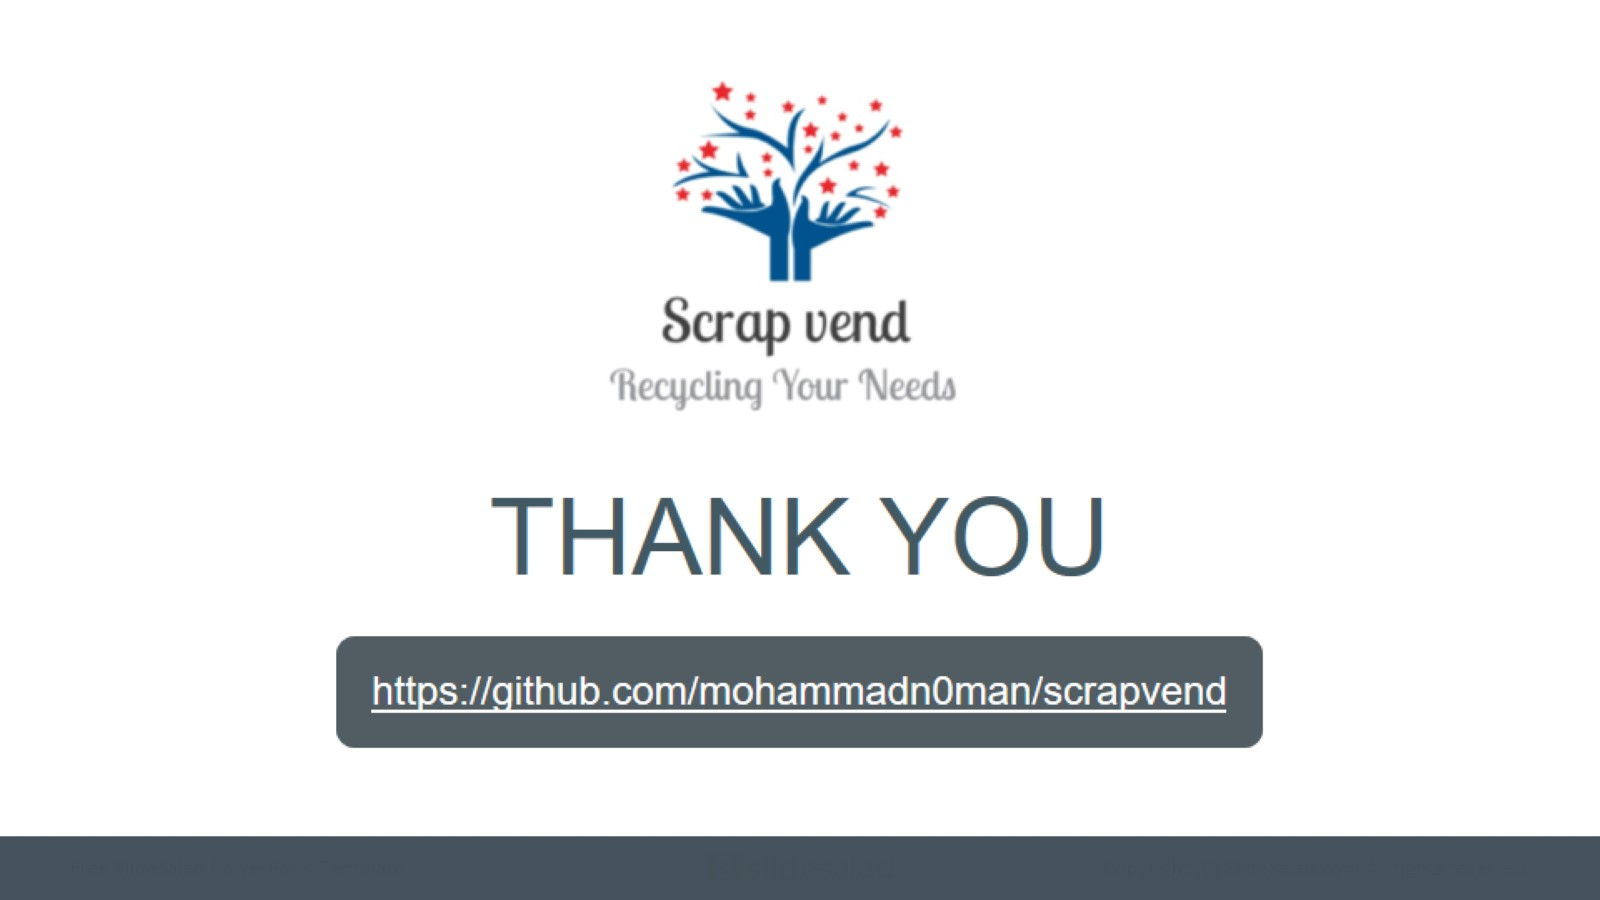 Scrap vend
Recycling Your Needs
THANK YOU
https://github.com/mohammadn0man/scrapvend